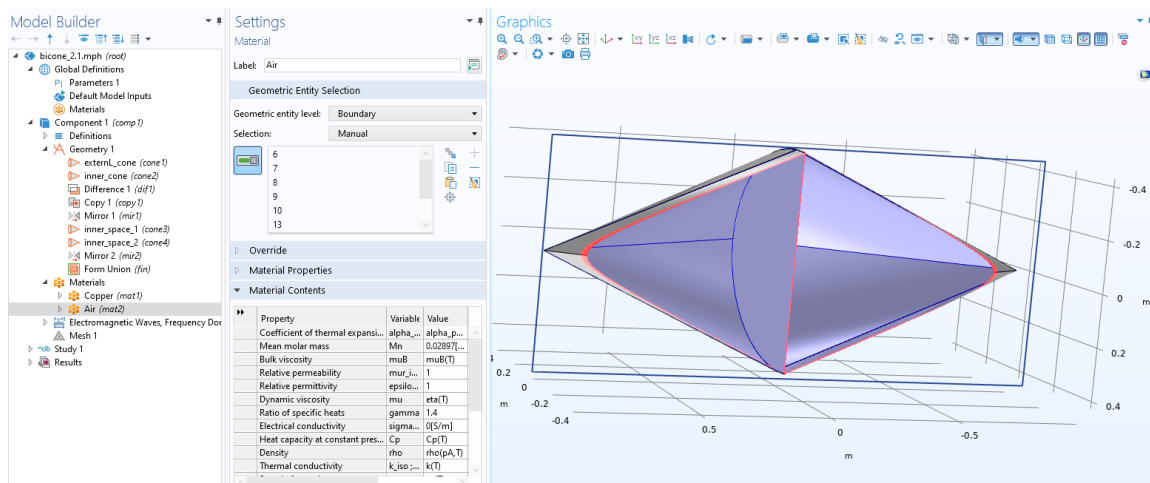 Model Builder
bicone_2.1.mph (root)
Global Definitions
Pi Parameters 1
Default Model Inputs
Materials
Component 1 (comp1)
Definitions
Geometry 1
externL_cone (cone1)
inner_cone (cone2)
Difference 1 (dif1)
Copy 1 (copy1)
Mirror 1 (mir1)
inner_space_1 (cone3)
inner_space_2 (cone4)
Mirror 2 (mir2)
Form Union (fin)
Materials
Copper (mat1)
Air (mat2)
Electromagnetic Waves, Frequency Dor
Mesh 1
Study 1
Results
Settings
Material
Label: Air
Geometric Entity Selection
Geometric entity level: Boundary
Selection: Manual
6
7
8
9
10
13
Override
Material Properties
Material Contents
Property Variable Value
Coefficient of thermal expansi... alpha_... alpha_p...
Mean molar mass Mn 0.02897[...
Bulk viscosity muB muB(T)
Relative permeability mur_i... 1
Relative permittivity epsilo... 1
Dynamic viscosity mu eta(T)
Ratio of specific heats gamma 1.4
Electrical conductivity sigma... 0[S/m]
Heat capacity at constant pres... Cp Cp(T)
Density rho rho(pA,T)
Thermal conductivity k_iso ;... k(T)
Graphics
xy yz xz
-0.4
-0.2
0
m
0.2
0.4
0.2
0
-0.2
m
-0.4
0.5
0
-0.5
m